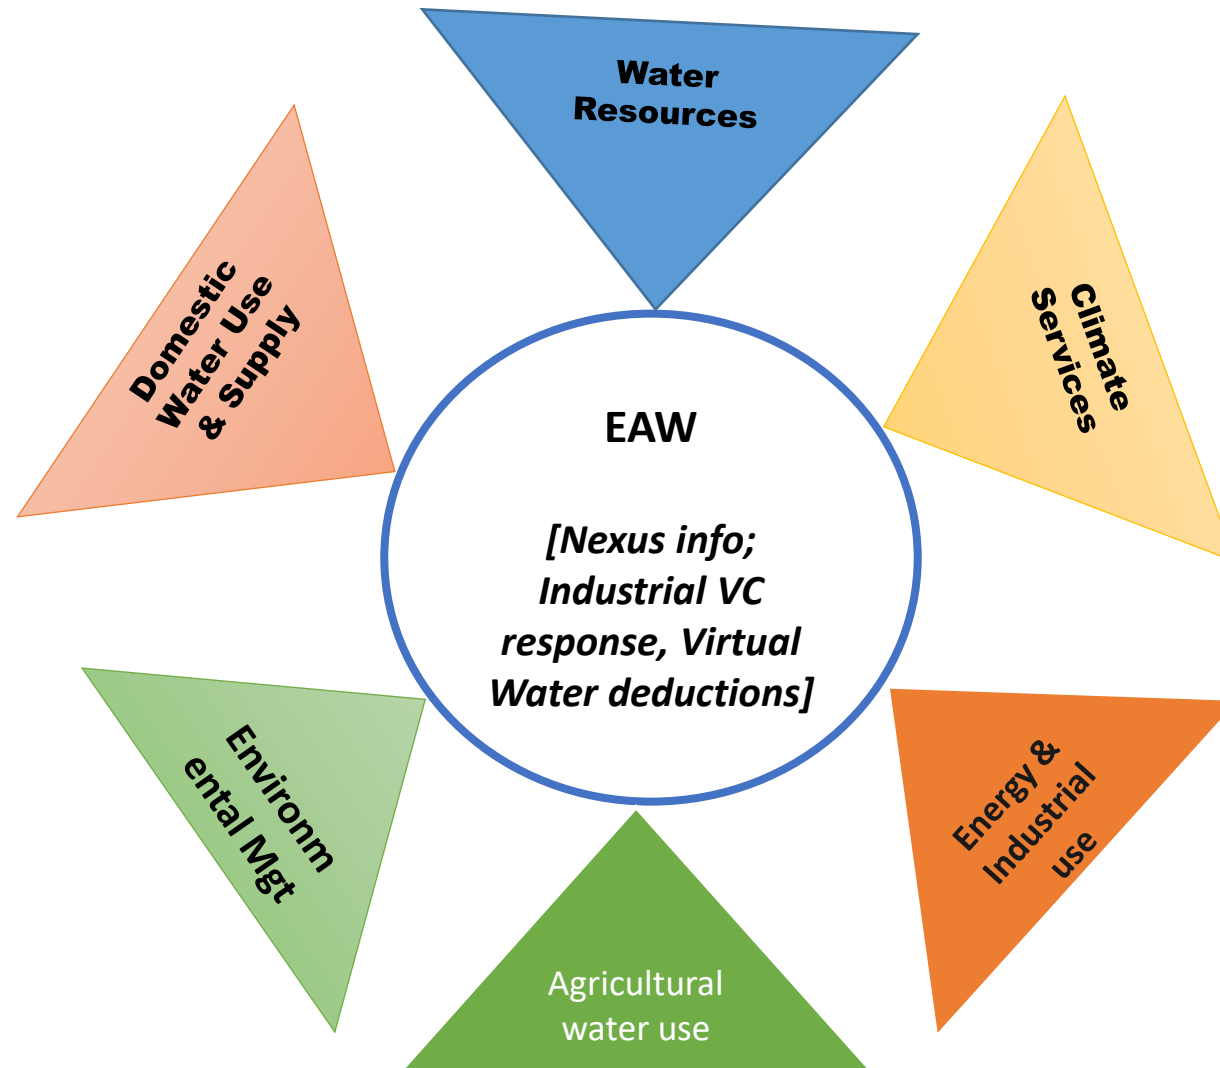 Water
Resources
Climate
Services
Domestic
Water Use
& Supply
EAW
[Nexus info;
Industrial VC
response, Virtual
Water deductions]
Environm
ental Mgt
Energy &
Industrial
use
Agricultural
water use